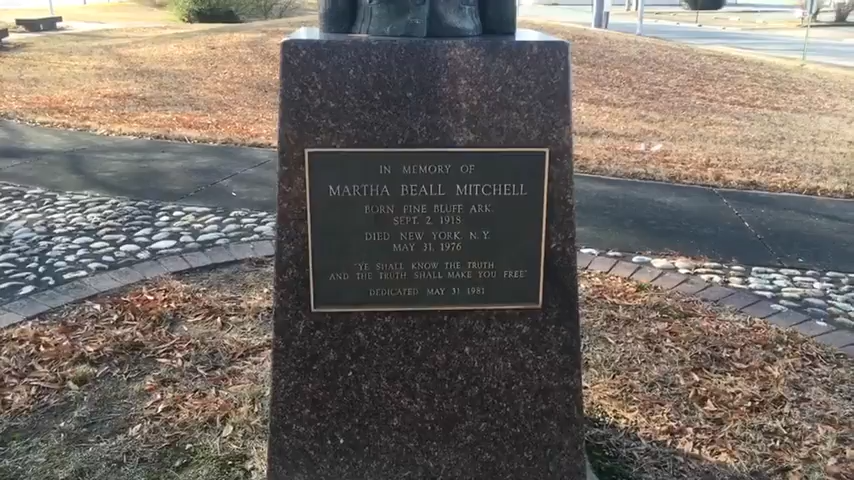 IN MEMORY OF
MARTHA BEALL MITCHELL
BORN PINE BLUFF ARK.
SEPT. 2, 1918
DIED NEW YORK, N.Y.
MAY 31, 1976
"YE SHALL KNOW THE TRUTH
AND THE TRUTH SHALL MAKE YOU FREE"
DEDICATED MAY 31 1981